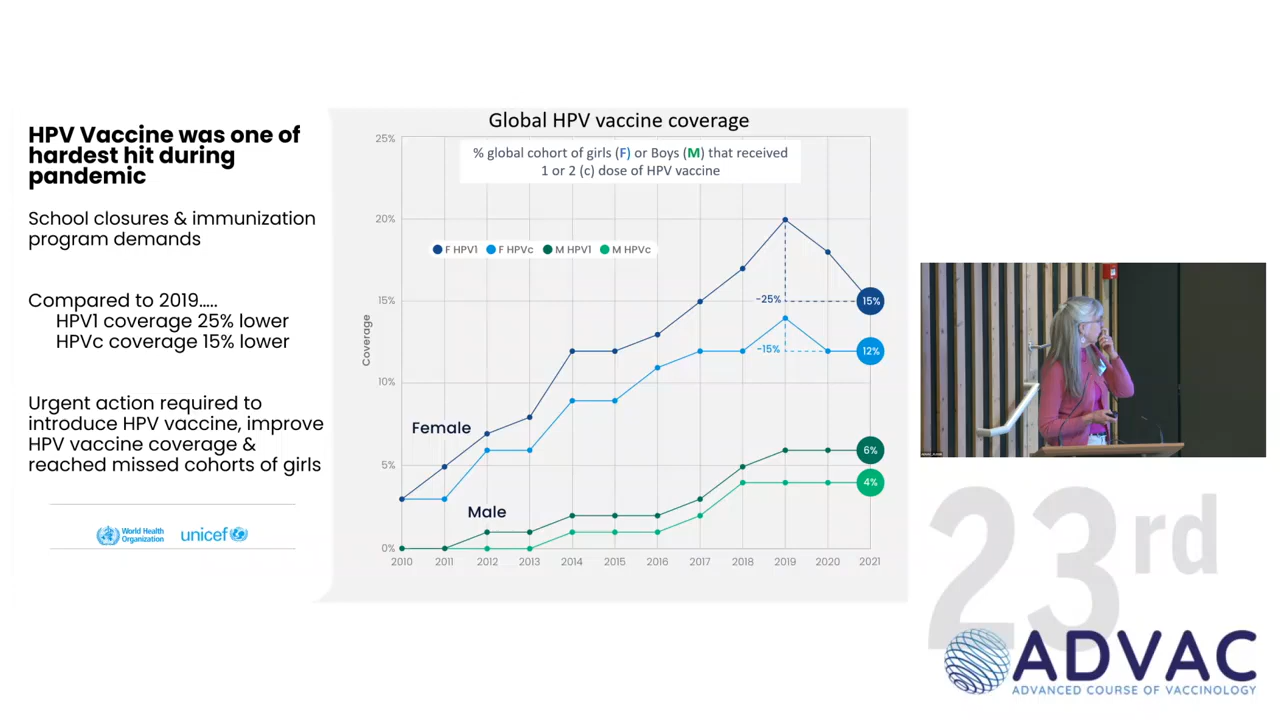 HPV Vaccine was one of
hardest hit during
pandemic
School closures & immunization
program demands
Compared to 2019.....
HPV1 coverage 25% lower
HPVc coverage 15% lower
Urgent action required to
introduce HPV vaccine, improve
HPV vaccine coverage &
reached missed cohorts of girls
World Health
Organization
unicef
Global HPV vaccine coverage
% global cohort of girls (F) or Boys (M) that received
1 or 2 (c) dose of HPV vaccine
F HPV1 F HPVc M HPV1 M HPVc
Coverage
25%
20%
15%
10%
5%
0%
-25%
-15%
15%
12%
6%
4%
Female
Male
2010 2011 2012 2013 2014 2015 2016 2017 2018 2019 2020 2021
23rd
ADVAC
ADVANCED COURSE OF VACCINOLOGY